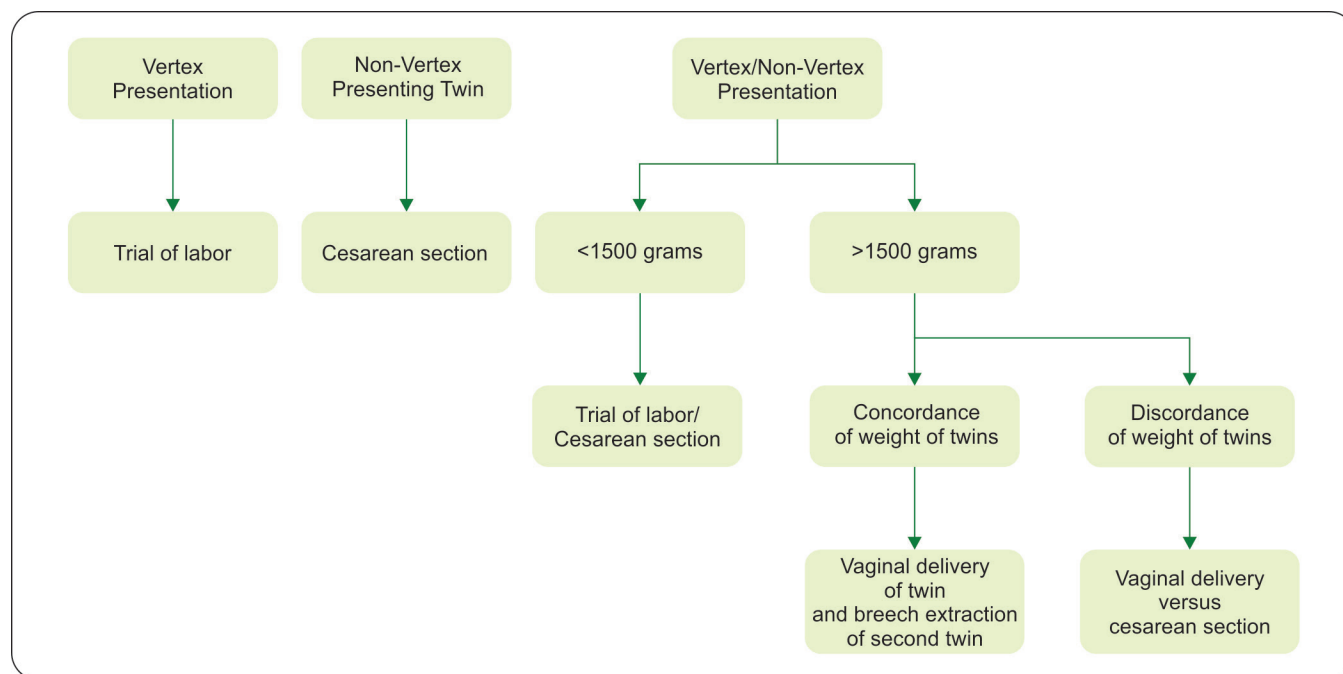 Vertex
Presentation
Non-Vertex
Presenting Twin
Vertex/Non-Vertex
Presentation
Trial of labor
Cesarean section
<1500 grams
>1500 grams
Trial of labor/
Cesarean section
Concordance
of weight of twins
Discordance
of weight of twins
Vaginal delivery
of twin
and breech extraction
of second twin
Vaginal delivery
versus
cesarean section